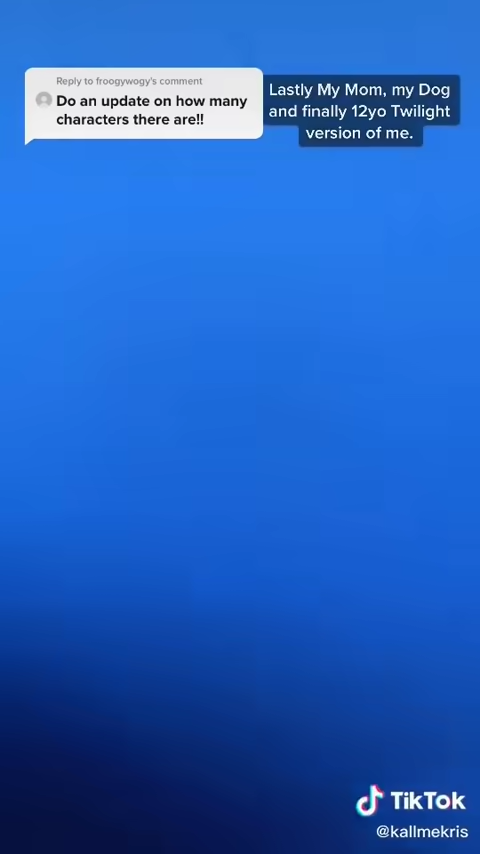 Reply to froogywogy's comment
Do an update on how many
characters there are!!
Lastly My Mom, my Dog
and finally 12yo Twilight
version of me.
TikTok
@kallmekris